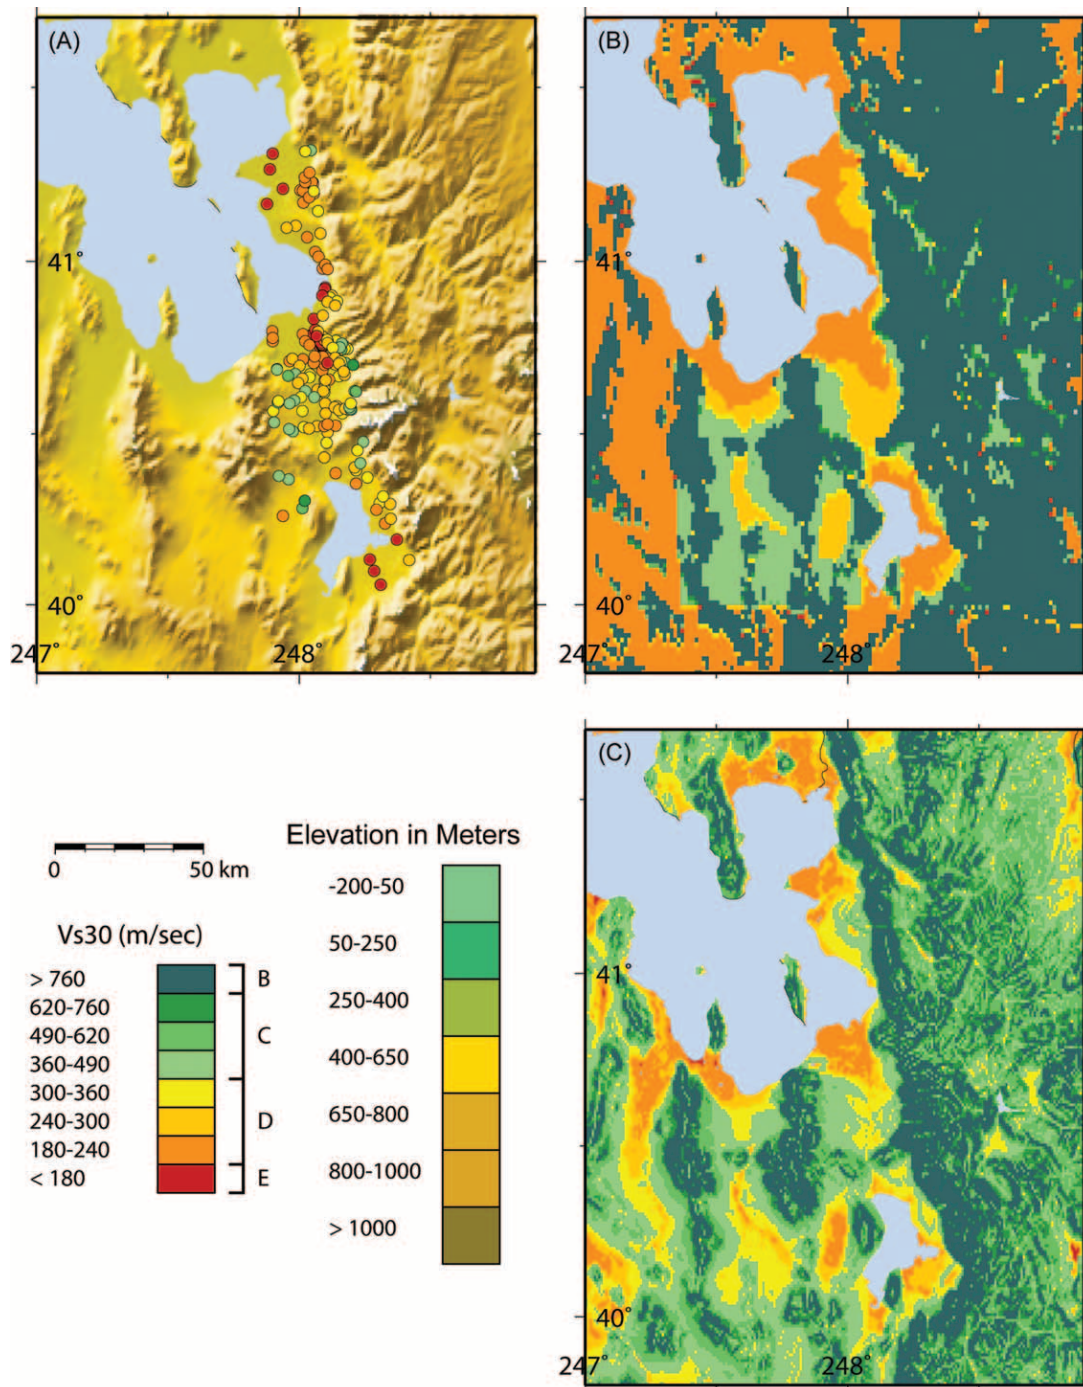 (A)
41°
40°
247°
248°
(B)
41°
40°
247°
248°
(C)
41°
40°
247°
248°
0 50 km
Vs30 (m/sec)
> 760 B
620-760
490-620 C
360-490
300-360
240-300 D
180-240
< 180 E
Elevation in Meters
-200-50
50-250
250-400
400-650
650-800
800-1000
> 1000